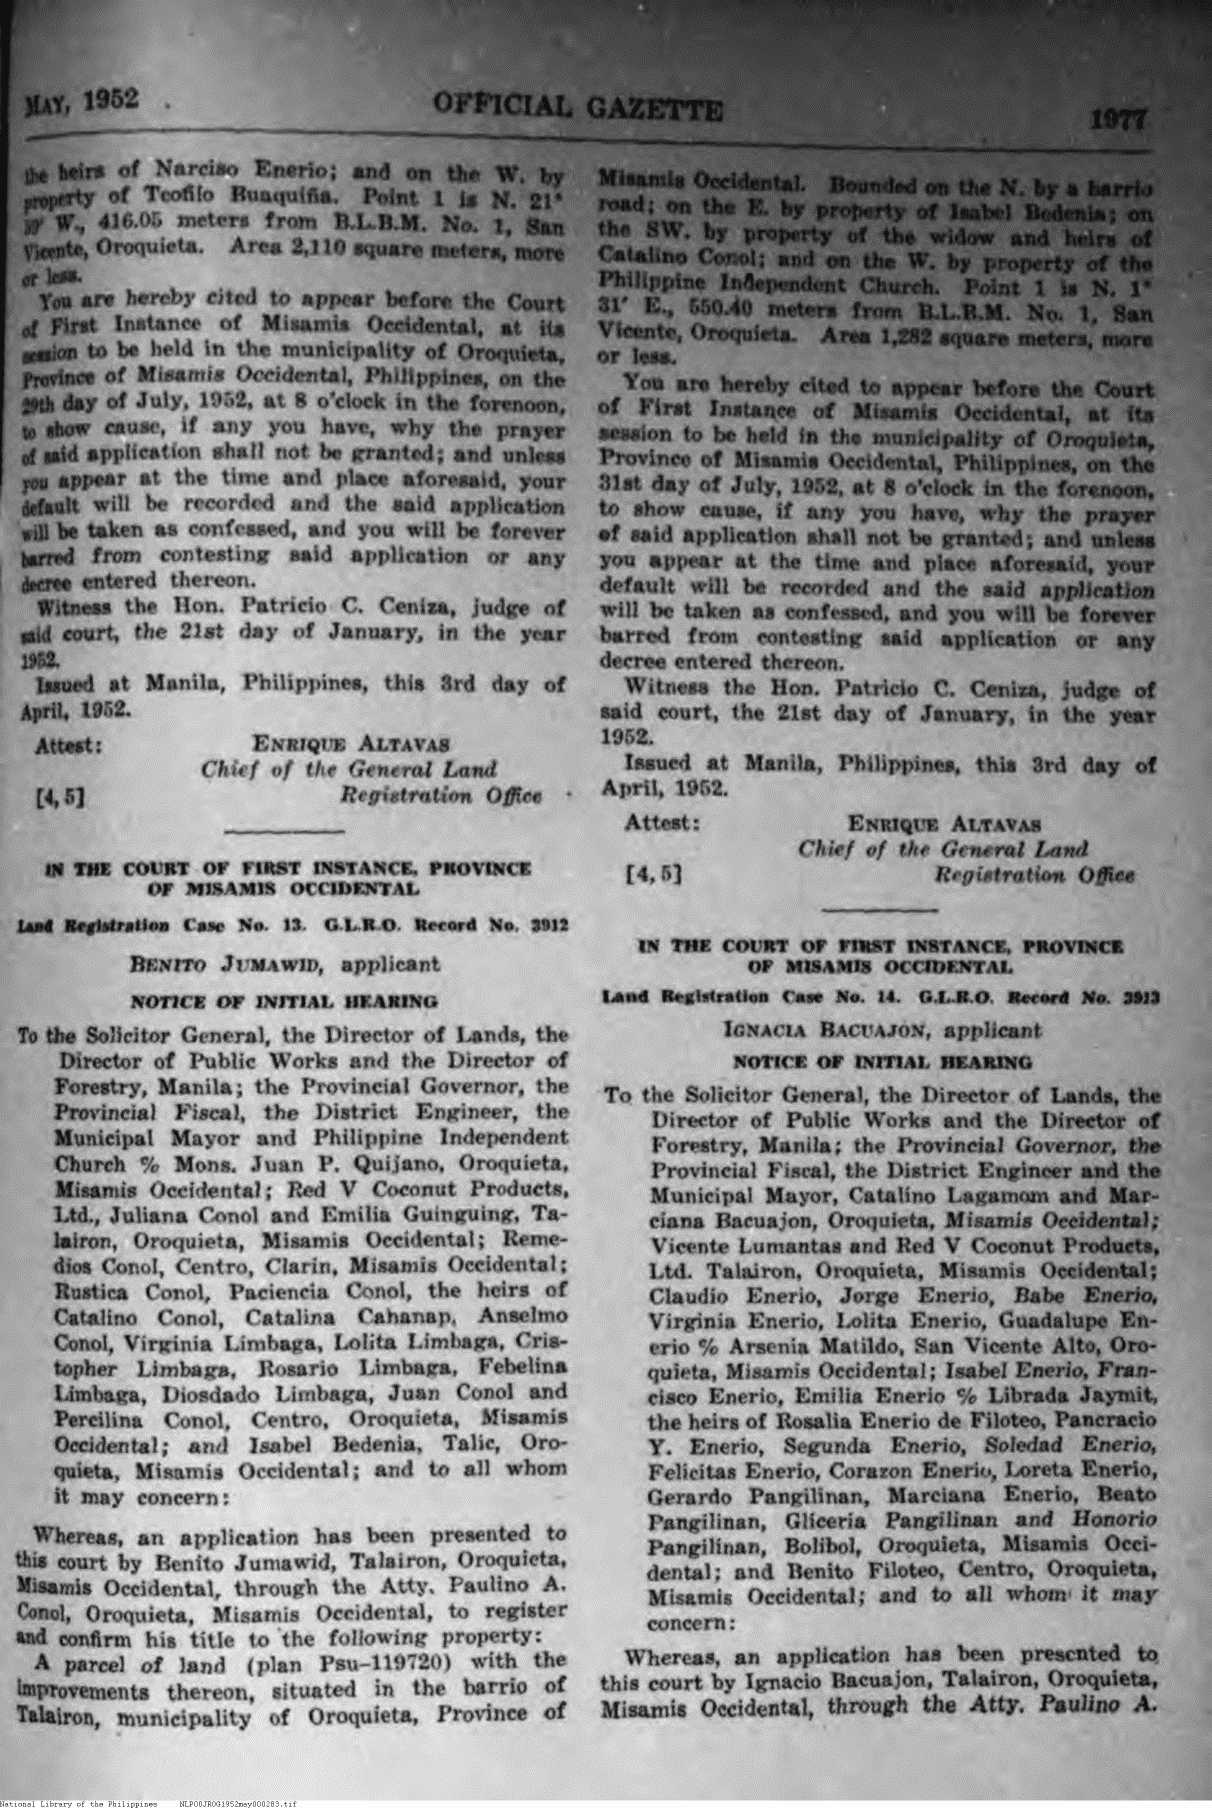 MAY, 1952
OFFICIAL GAZETTE
1977
the heirs of Narciso Enerio; and on the W. by
property of Teofilo Buaquiña. Point 1 is N. 21°
W., 416.05 meters from B.L.B.M. No. 1, San
Vicente, Oroquieta. Area 2,110 square meters, more
or less.
You are hereby cited to appear before the Court
of First Instance of Misamis Occidental, at its
session to be held in the municipality of Oroquieta,
Province of Misamis Occidental, Philippines, on the
29th day of July, 1952, at 8 o'clock in the forenoon,
to show cause, if any you have, why the prayer
of said application shall not be granted; and unless
you appear at the time and place aforesaid, your
default will be recorded and the said application
will be taken as confessed, and you will be forever
barred from contesting said application or any
decree entered thereon.
Witness the Hon. Patricio C. Ceniza, judge of
said court, the 21st day of January, in the year
1952.
Issued at Manila, Philippines, this 3rd day of
April, 1952.
Attest: ENRIQUE ALTAVAS
Chief of the General Land
[4, 5] Registration Office
IN THE COURT OF FIRST INSTANCE, PROVINCE
OF MISAMIS OCCIDENTAL
Land Registration Case No. 13. G.L.R.O. Record No. 3912
BENITO JUMAWID, applicant
NOTICE OF INITIAL HEARING
To the Solicitor General, the Director of Lands, the
Director of Public Works and the Director of
Forestry, Manila; the Provincial Governor, the
Provincial Fiscal, the District Engineer, the
Municipal Mayor and Philippine Independent
Church % Mons. Juan P. Quijano, Oroquieta,
Misamis Occidental; Red V Coconut Products,
Ltd., Juliana Conol and Emilia Guinguing, Ta-
lairon, Oroquieta, Misamis Occidental; Reme-
dios Conol, Centro, Clarin, Misamis Occidental;
Rustica Conol, Paciencia Conol, the heirs of
Catalino Conol, Catalina Cahanap, Anselmo
Conol, Virginia Limbaga, Lolita Limbaga, Cris-
topher Limbaga, Rosario Limbaga, Febelina
Limbaga, Diosdado Limbaga, Juan Conol and
Percilina Conol, Centro, Oroquieta, Misamis
Occidental; and Isabel Bedenia, Talic, Oro-
quieta, Misamis Occidental; and to all whom
it may concern:
Whereas, an application has been presented to
this court by Benito Jumawid, Talairon, Oroquieta,
Misamis Occidental, through the Atty. Paulino A.
Conol, Oroquieta, Misamis Occidental, to register
and confirm his title to the following property:
A parcel of land (plan Psu-119720) with the
improvements thereon, situated in the barrio of
Talairon, municipality of Oroquieta, Province of
Misamis Occidental. Bounded on the N. by a barrio
road; on the E. by property of Isabel Bedenia; on
the SW. by property of the widow and heirs of
Catalino Conol; and on the W. by property of the
Philippine Independent Church. Point 1 is N. 1°
31' E., 550.40 meters from B.L.B.M. No. 1, San
Vicente, Oroquieta. Area 1,282 square meters, more
or less.
You are hereby cited to appear before the Court
of First Instance of Misamis Occidental, at its
session to be held in the municipality of Oroquieta,
Province of Misamis Occidental, Philippines, on the
31st day of July, 1952, at 8 o'clock in the forenoon,
to show cause, if any you have, why the prayer
of said application shall not be granted; and unless
you appear at the time and place aforesaid, your
default will be recorded and the said application
will be taken as confessed, and you will be forever
barred from contesting said application or any
decree entered thereon.
Witness the Hon. Patricio C. Ceniza, judge of
said court, the 21st day of January, in the year
1952.
Issued at Manila, Philippines, this 3rd day of
April, 1952.
Attest: ENRIQUE ALTAVAS
Chief of the General Land
[4, 5] Registration Office
IN THE COURT OF FIRST INSTANCE, PROVINCE
OF MISAMIS OCCIDENTAL
Land Registration Case No. 14. G.L.R.O. Record No. 3913
IGNACIA BACUAJON, applicant
NOTICE OF INITIAL HEARING
To the Solicitor General, the Director of Lands, the
Director of Public Works and the Director of
Forestry, Manila; the Provincial Governor, the
Provincial Fiscal, the District Engineer and the
Municipal Mayor, Catalino Lagamom and Mar-
ciana Bacuajon, Oroquieta, Misamis Occidental;
Vicente Lumantas and Red V Coconut Products,
Ltd. Talairon, Oroquieta, Misamis Occidental;
Claudio Enerio, Jorge Enerio, Babe Enerio,
Virginia Enerio, Lolita Enerio, Guadalupe En-
erio % Arsenia Matildo, San Vicente Alto, Oro-
quieta, Misamis Occidental; Isabel Enerio, Fran-
cisco Enerio, Emilia Enerio % Librada Jaymit,
the heirs of Rosalia Enerio de Filoteo, Pancracio
Y. Enerio, Segunda Enerio, Soledad Enerio,
Felicitas Enerio, Corazon Enerio, Loreta Enerio,
Gerardo Pangilinan, Marciana Enerio, Beato
Pangilinan, Gliceria Pangilinan and Honorio
Pangilinan, Bolibol, Oroquieta, Misamis Occi-
dental; and Benito Filoteo, Centro, Oroquieta,
Misamis Occidental; and to all whom it may
concern:
Whereas, an application has been presented to
this court by Ignacio Bacuajon, Talairon, Oroquieta,
Misamis Occidental, through the Atty. Paulino A.
National Library of the Philippines NLPO0JR0G1952may000283.tif